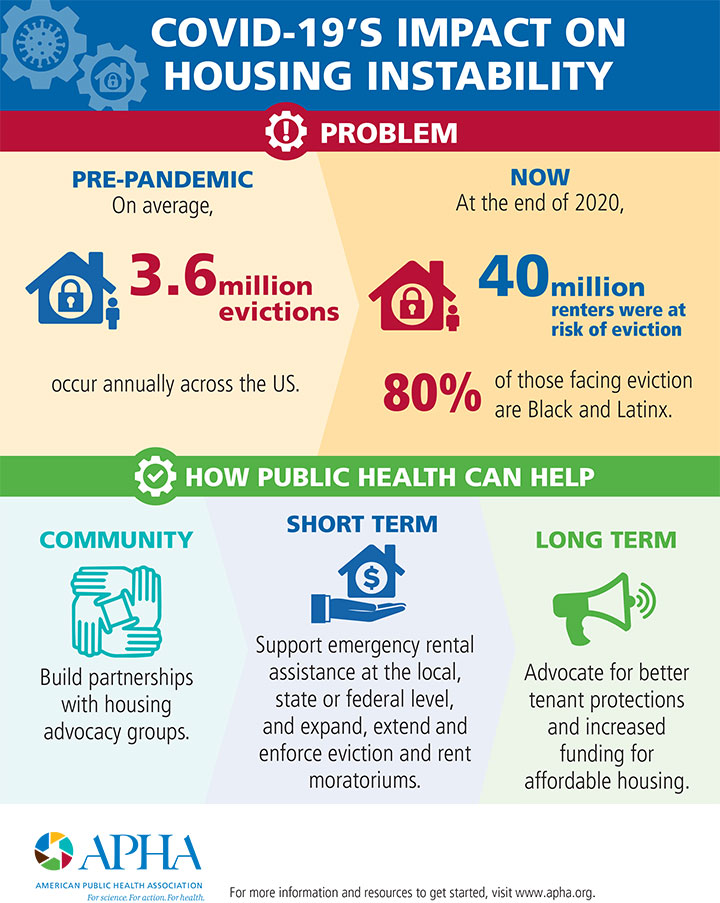 COVID-19’S IMPACT ON
HOUSING INSTABILITY
PROBLEM
PRE-PANDEMIC
On average,
3.6 million
evictions
occur annually across the US.
NOW
At the end of 2020,
40 million
renters were at
risk of eviction
80% of those facing eviction
are Black and Latinx.
HOW PUBLIC HEALTH CAN HELP
COMMUNITY
Build partnerships
with housing
advocacy groups.
SHORT TERM
$
Support emergency rental
assistance at the local,
state or federal level,
and expand, extend and
enforce eviction and rent
moratoriums.
LONG TERM
Advocate for better
tenant protections
and increased
funding for
affordable housing.
APHA
AMERICAN PUBLIC HEALTH ASSOCIATION
For science. For action. For health.
For more information and resources to get started, visit www.apha.org.